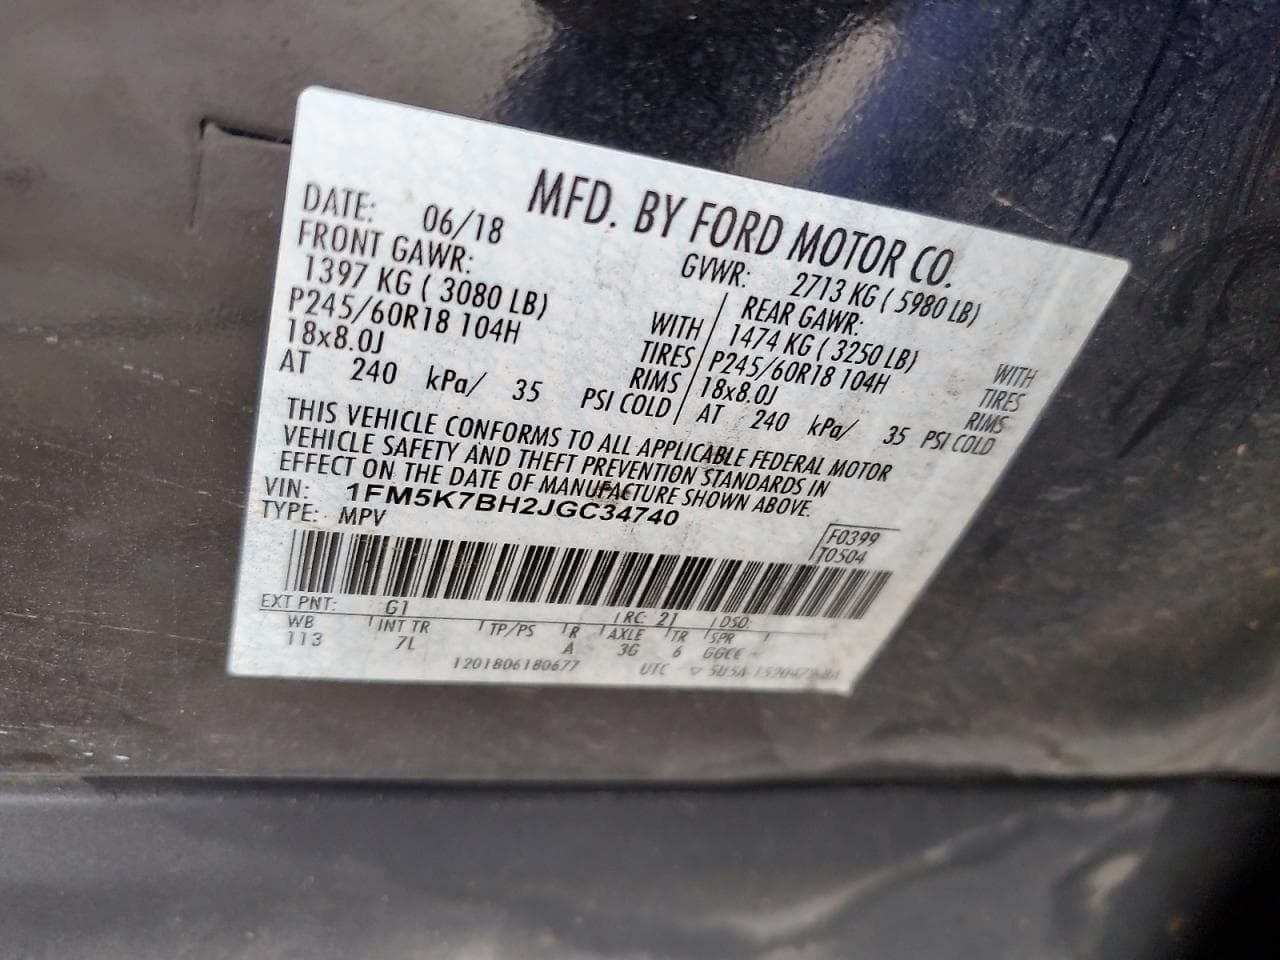 MFD. BY FORD MOTOR CO.
DATE: 06/18 GVWR: 2713 KG ( 5980 LB)
FRONT GAWR: REAR GAWR:
1397 KG ( 3080 LB) WITH 1474 KG ( 3250 LB) WITH
P245/60R18 104H TIRES P245/60R18 104H TIRES
18x8.0J RIMS 18x8.0J RIMS
AT 240 kPa/ 35 PSI COLD AT 240 kPa/ 35 PSI COLD
THIS VEHICLE CONFORMS TO ALL APPLICABLE FEDERAL MOTOR
VEHICLE SAFETY AND THEFT PREVENTION STANDARDS IN
EFFECT ON THE DATE OF MANUFACTURE SHOWN ABOVE.
VIN: 1FM5K7BH2JGC34740
TYPE: MPV
F0399
T0504
EXT PNT: G1 RC: 21 DSO:
WB INT TR TP/PS R AXLE TR SPR
113 7L A 3G 6 GGCC
1201806180677 UTC